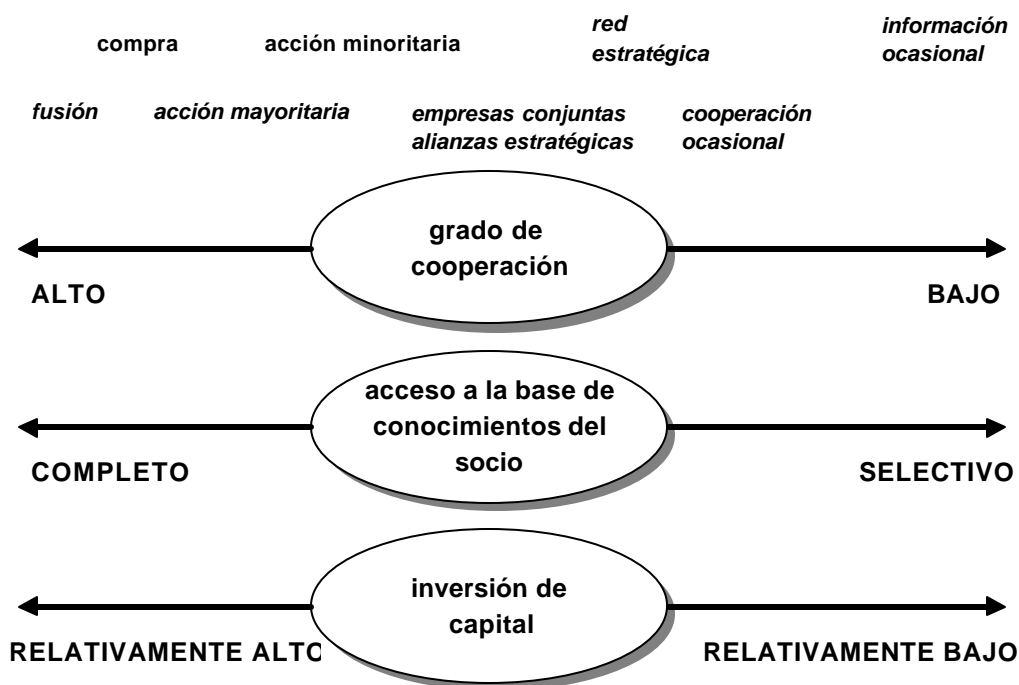 red
estratégica
información
ocasional
compra
acción minoritaria
fusión
acción mayoritaria
empresas conjuntas
alianzas estratégicas
cooperación
ocasional
grado de
cooperación
ALTO
BAJO
acceso a la base de
conocimientos del
socio
COMPLETO
SELECTIVO
inversión de
capital
RELATIVAMENTE ALTO
RELATIVAMENTE BAJO